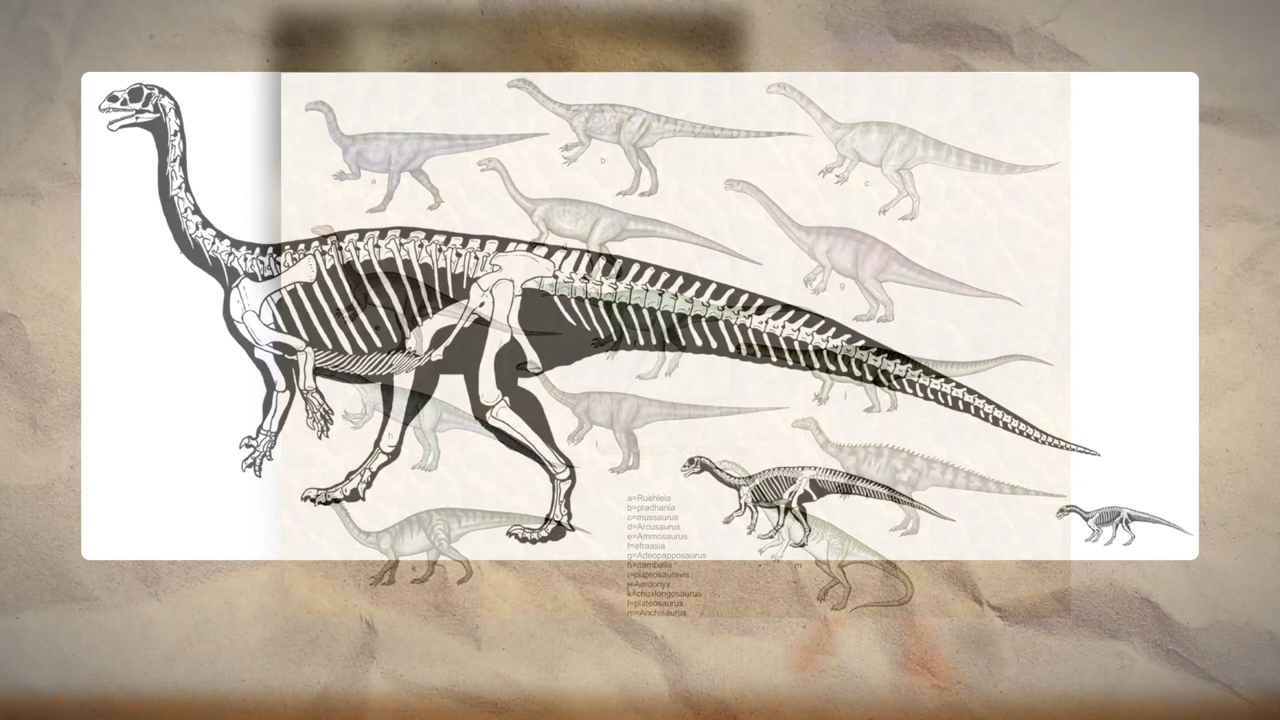 a
b
c
g
e
h
i
j
a=Ruehleia
b=pradhania
c=mussaurus
d=Arcusaurus
e=Ammosaurus
f=efraasia
g=Adeopapposaurus
h=nambalia
i=plateosauravis
j=Aardonyx
k=chuxiongosaurus
l=plateosaurus
m=Anchisaurus
k
m